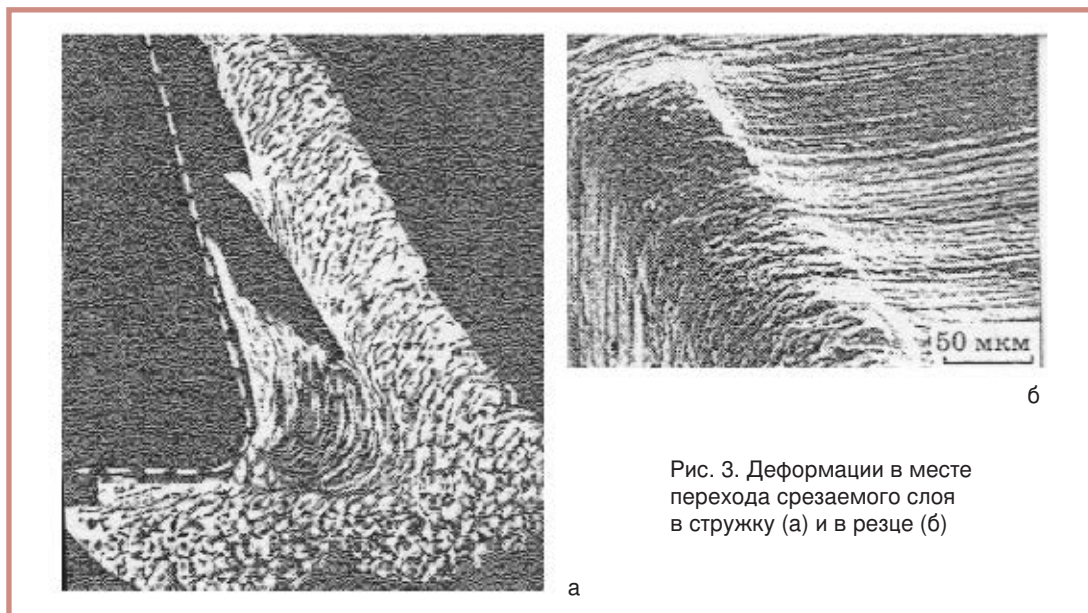 50 мкм
б
Рис. 3. Деформации в месте
перехода срезаемого слоя
в стружку (а) и в резце (б)
а